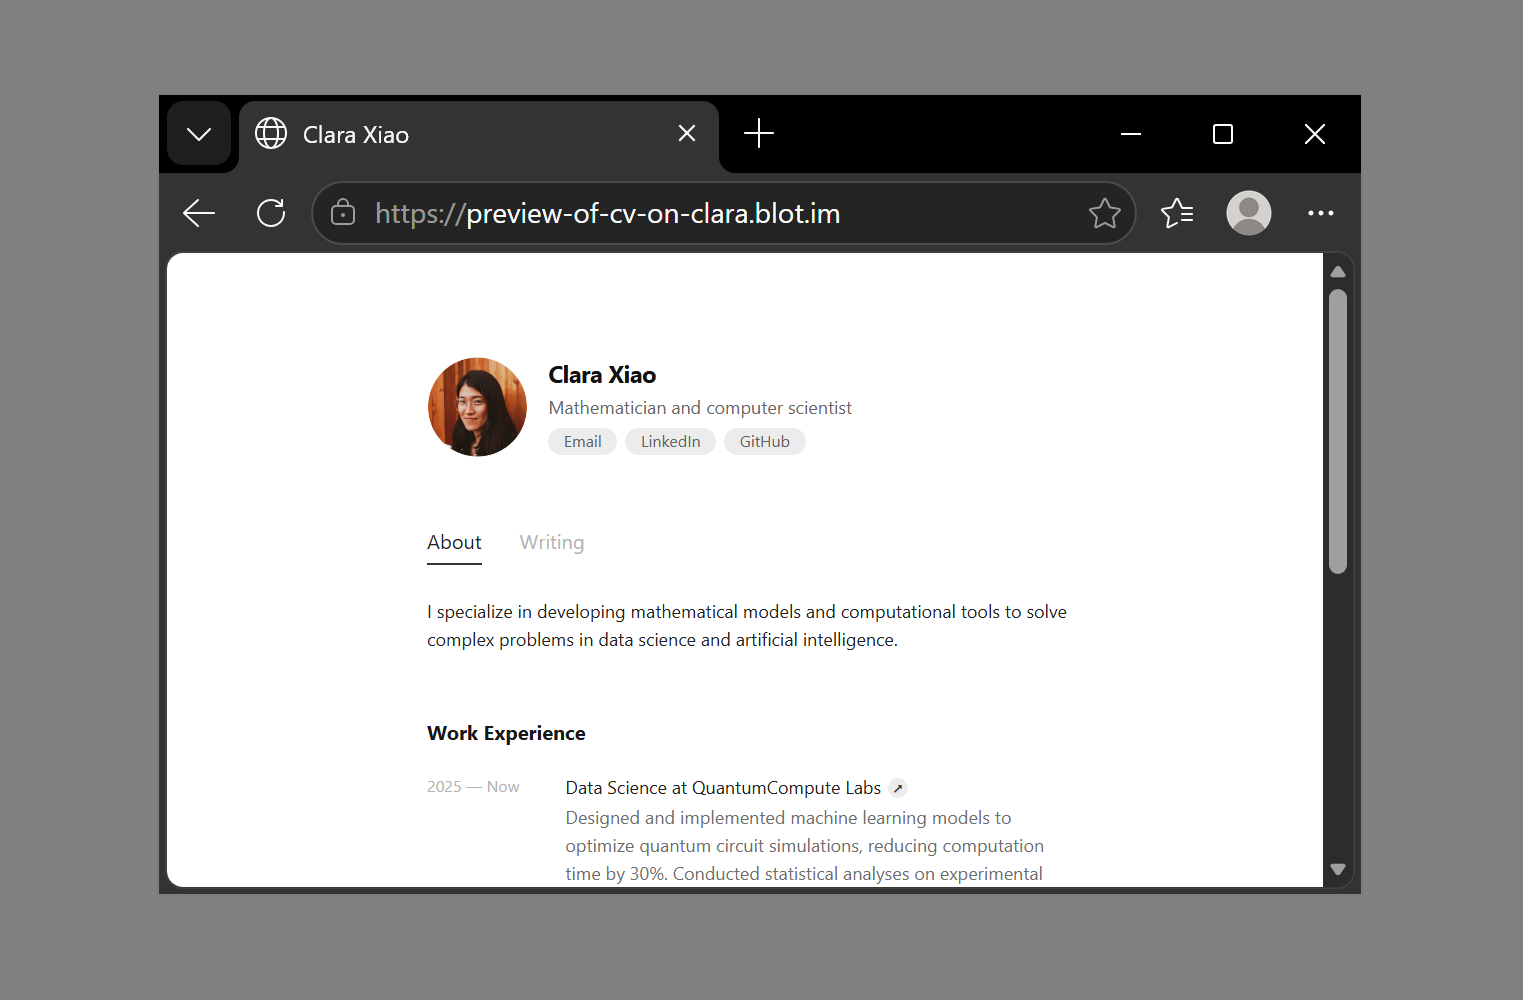 Clara Xiao
https://preview-of-cv-on-clara.blot.im
Clara Xiao
Mathematician and computer scientist
Email LinkedIn GitHub
About Writing
I specialize in developing mathematical models and computational tools to solve
complex problems in data science and artificial intelligence.
Work Experience
2025 — Now Data Science at QuantumCompute Labs ↗
Designed and implemented machine learning models to
optimize quantum circuit simulations, reducing computation
time by 30%. Conducted statistical analyses on experimental